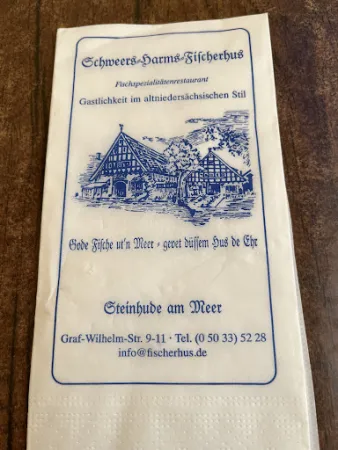 Schweers-Harms-Fischerhus
Fischspezialitätenrestaurant
Gastlichkeit im altniedersächsischen Stil
Gode Fische ut'n Meer - gevet düssem Hus de Ehr
Steinhude am Meer
Graf-Wilhelm-Str. 9-11 · Tel. (0 50 33) 52 28
info@fischerhus.de